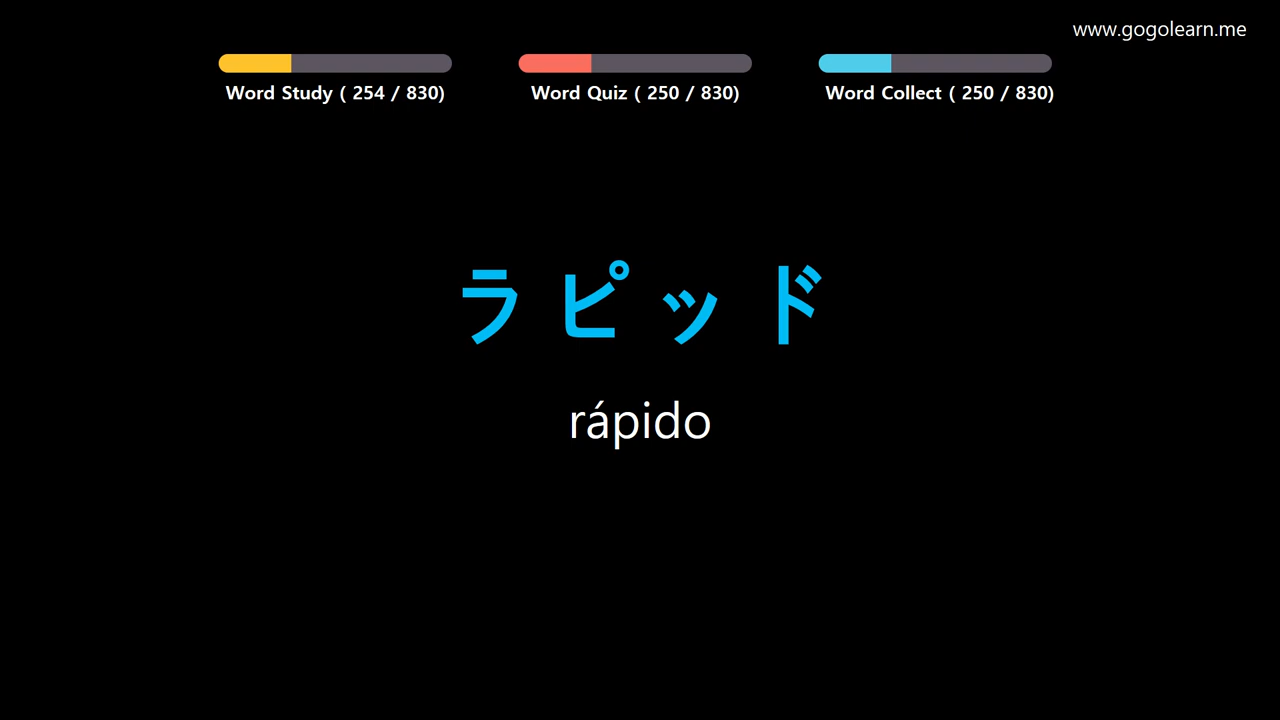 www.gogolearn.me
Word Study ( 254 / 830)
Word Quiz ( 250 / 830)
Word Collect ( 250 / 830)
ラピッド
rápido